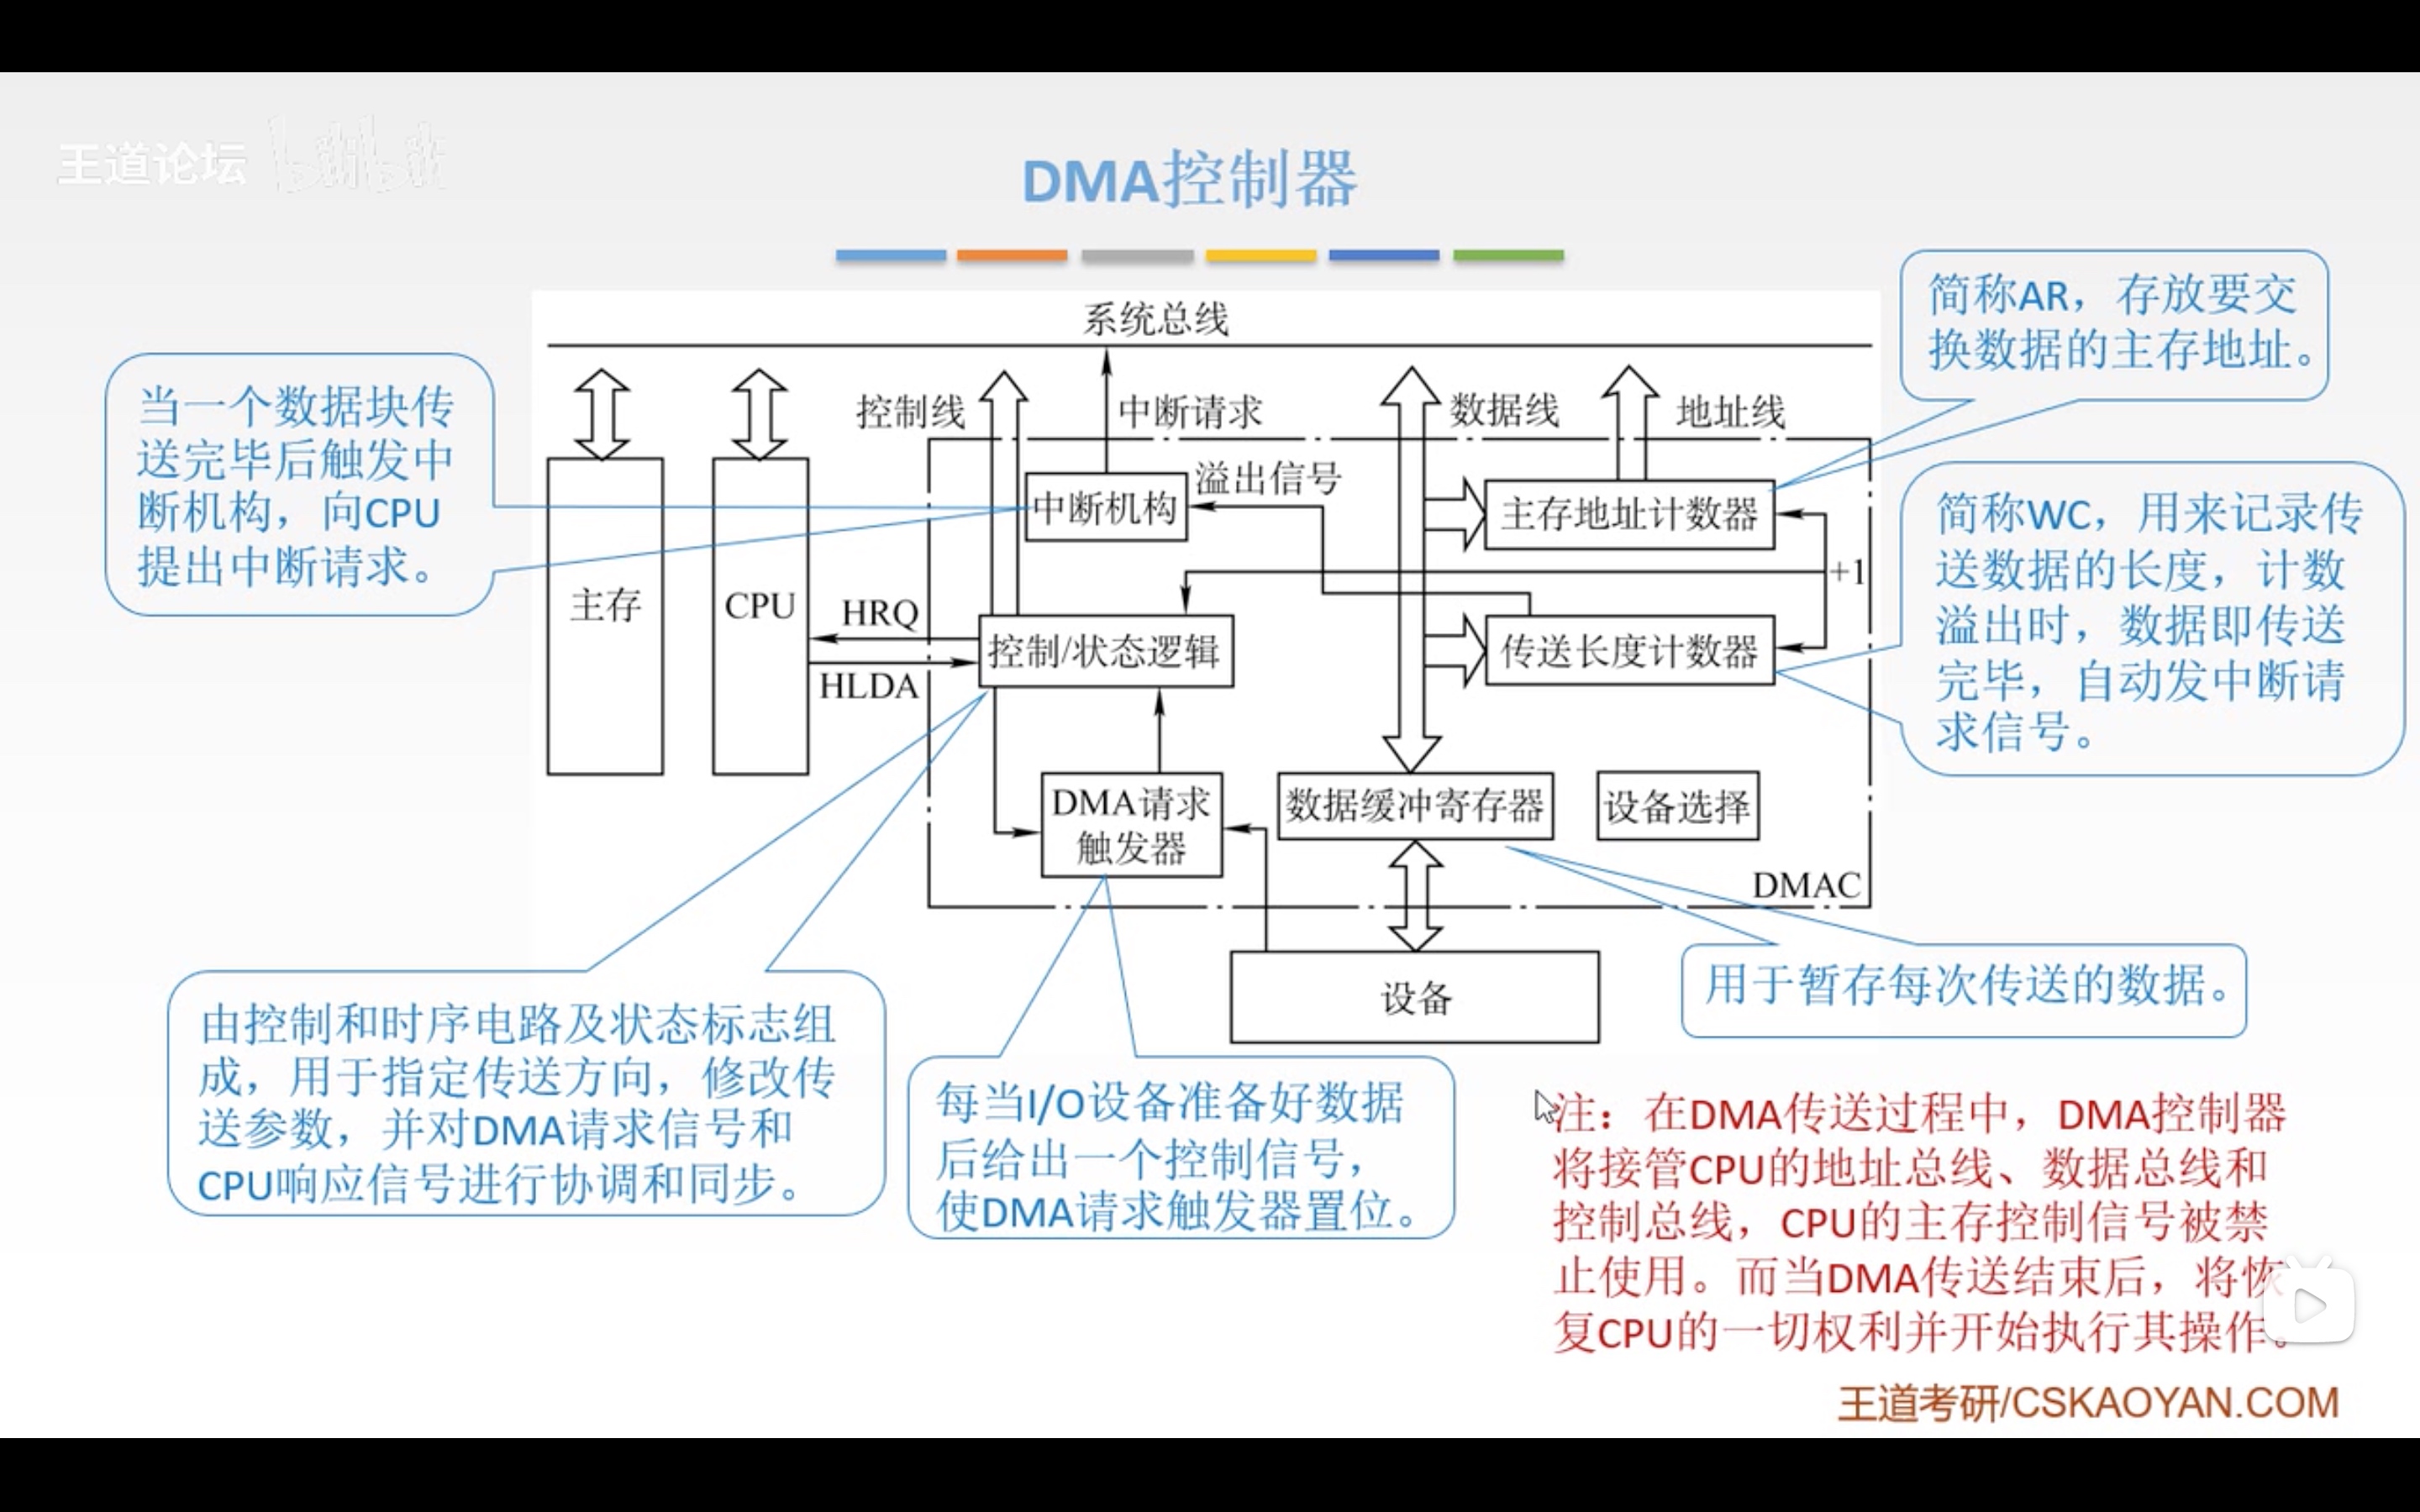 王道论坛 bilibili
DMA控制器
系统总线
简称AR，存放要交
换数据的主存地址。
当一个数据块传
送完毕后触发中
断机构，向CPU
提出中断请求。
控制线
中断请求
数据线
地址线
溢出信号
中断机构
主存地址计数器
简称WC，用来记录传
送数据的长度，计数
溢出时，数据即传送
完毕，自动发中断请
求信号。
+1
主存
CPU
HRQ
控制/状态逻辑
传送长度计数器
HLDA
DMA请求
触发器
数据缓冲寄存器
设备选择
DMAC
设备
用于暂存每次传送的数据。
由控制和时序电路及状态标志组
成，用于指定传送方向，修改传
送参数，并对DMA请求信号和
CPU响应信号进行协调和同步。
每当I/O设备准备好数据
后给出一个控制信号，
使DMA请求触发器置位。
注：在DMA传送过程中，DMA控制器
将接管CPU的地址总线、数据总线和
控制总线，CPU的主存控制信号被禁
止使用。而当DMA传送结束后，将恢
复CPU的一切权利并开始执行其操作。
王道考研/CSKAOYAN.COM